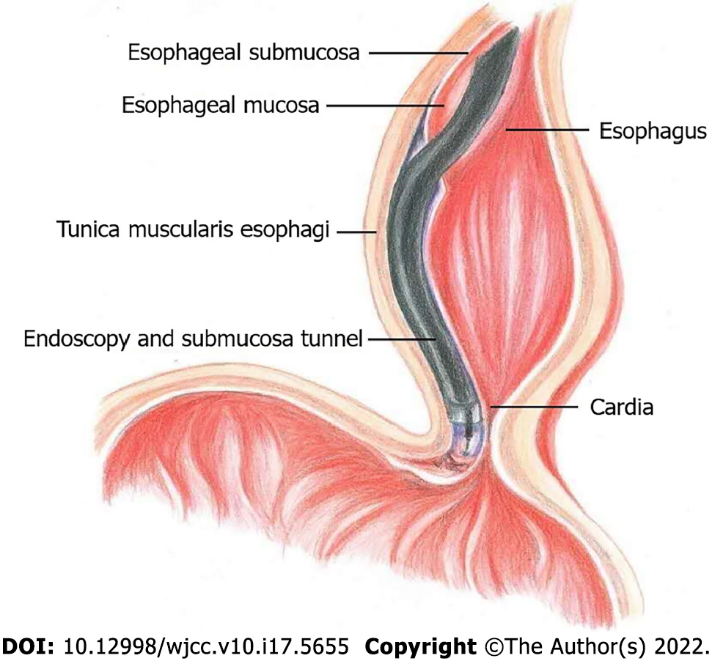 Esophageal submucosa
Esophageal mucosa
Esophagus
Tunica muscularis esophagi
Endoscopy and submucosa tunnel
Cardia
DOI: 10.12998/wjcc.v10.i17.5655 Copyright ©The Author(s) 2022.